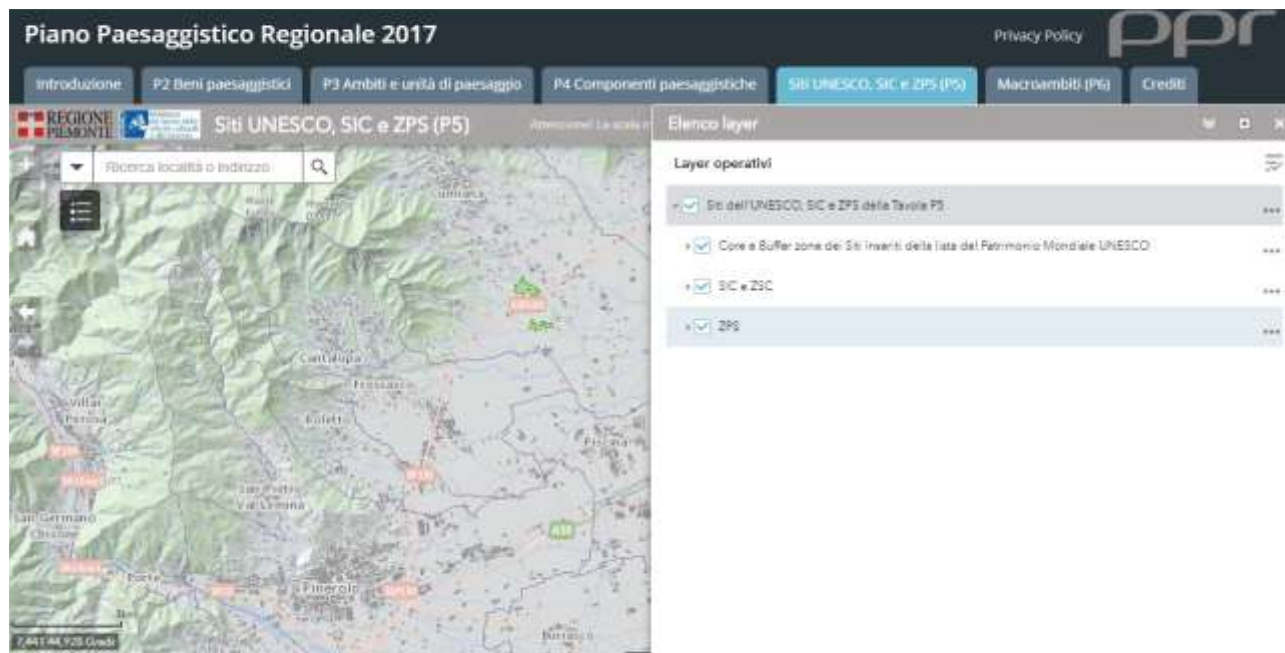 Piano Paesaggistico Regionale 2017
Privacy Policy
ppr
Introduzione
P2 Beni paesaggistici
P3 Ambiti e unità di paesaggio
P4 Componenti paesaggistiche
Siti UNESCO, SIC e ZPS (P5)
Macroambiti (P6)
Crediti
REGIONE PIEMONTE
Siti UNESCO, SIC e ZPS (P5)
Attenzione! La scala
Ricerca località o indirizzo
Elenco layer
Layer operativi
Siti dell'UNESCO, SIC e ZPS della Tavola P5
Core e Buffer zone dei Siti inseriti della lista del Patrimonio Mondiale UNESCO
SIC e ZSC
ZPS
Cantalupa
Frossasco
Villar Perosa
Roletto
Piscina
San Pietro Val Lemina
San Germano Chisone
Porte
Pinerolo
Buriasco